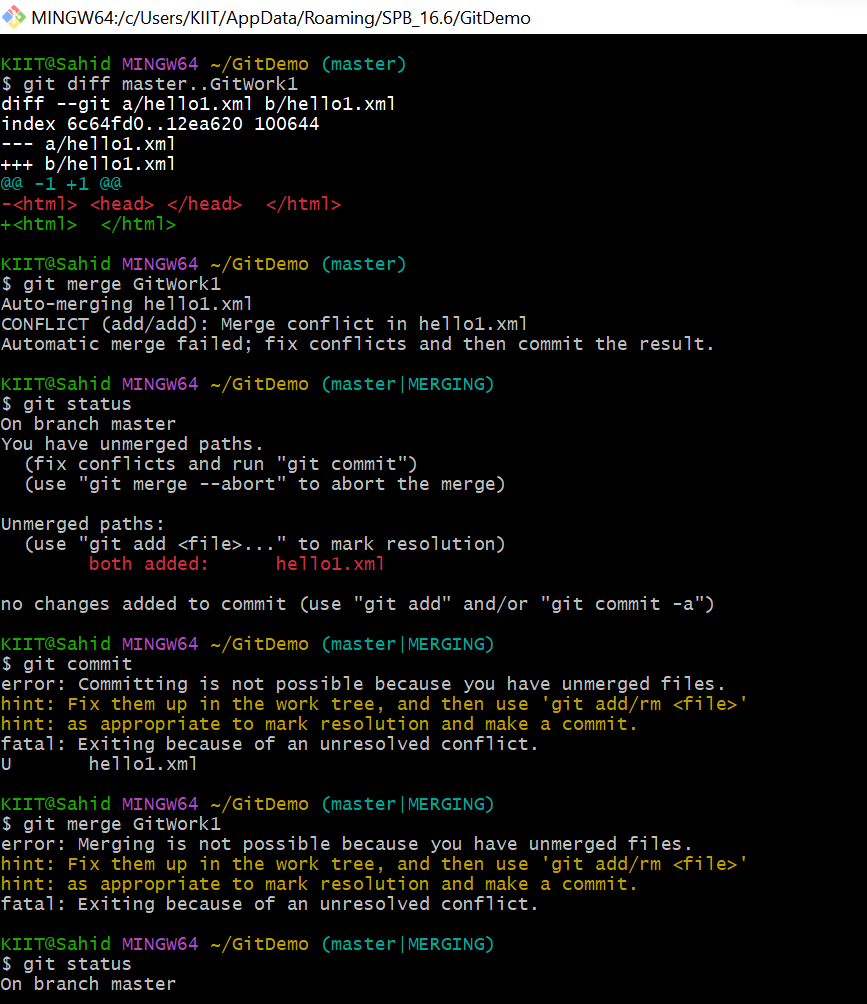 MINGW64:/c/Users/KIIT/AppData/Roaming/SPB_16.6/GitDemo
KIIT@Sahid MINGW64 ~/GitDemo (master)
$ git diff master..GitWork1
diff --git a/hello1.xml b/hello1.xml
index 6c64fd0..12ea620 100644
--- a/hello1.xml
+++ b/hello1.xml
@@ -1 +1 @@
-<html> <head> </head>  </html>
+<html>  </html>
KIIT@Sahid MINGW64 ~/GitDemo (master)
$ git merge GitWork1
Auto-merging hello1.xml
CONFLICT (add/add): Merge conflict in hello1.xml
Automatic merge failed; fix conflicts and then commit the result.
KIIT@Sahid MINGW64 ~/GitDemo (master|MERGING)
$ git status
On branch master
You have unmerged paths.
  (fix conflicts and run "git commit")
  (use "git merge --abort" to abort the merge)
Unmerged paths:
  (use "git add <file>..." to mark resolution)
        both added:      hello1.xml
no changes added to commit (use "git add" and/or "git commit -a")
KIIT@Sahid MINGW64 ~/GitDemo (master|MERGING)
$ git commit
error: Committing is not possible because you have unmerged files.
hint: Fix them up in the work tree, and then use 'git add/rm <file>'
hint: as appropriate to mark resolution and make a commit.
fatal: Exiting because of an unresolved conflict.
U       hello1.xml
KIIT@Sahid MINGW64 ~/GitDemo (master|MERGING)
$ git merge GitWork1
error: Merging is not possible because you have unmerged files.
hint: Fix them up in the work tree, and then use 'git add/rm <file>'
hint: as appropriate to mark resolution and make a commit.
fatal: Exiting because of an unresolved conflict.
KIIT@Sahid MINGW64 ~/GitDemo (master|MERGING)
$ git status
On branch master